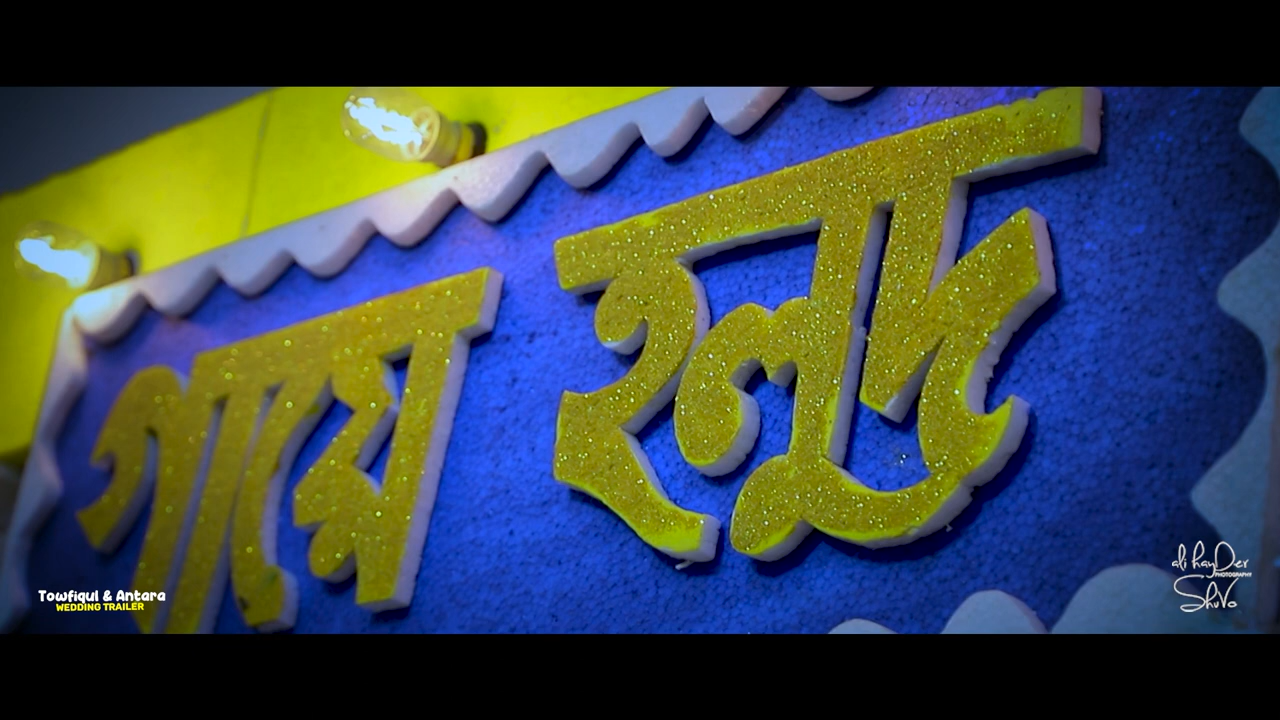 গায়ে হলুদ
Towfiqul & Antara
WEDDING TRAILER
ali hayDer
PHOTOGRAPHY
ShuVo